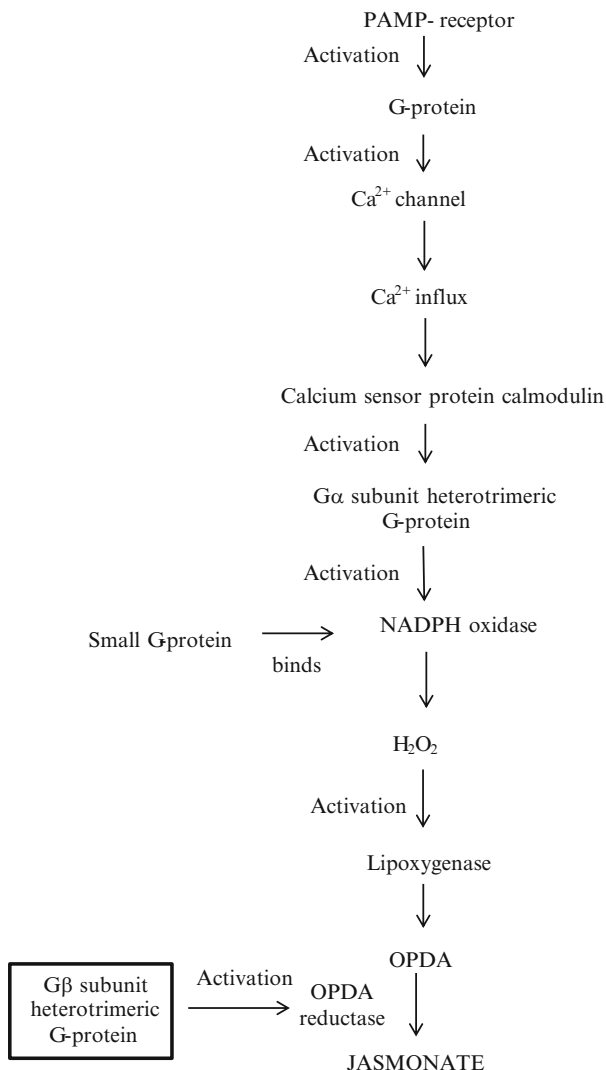 PAMP- receptor
Activation
G-protein
Activation
Ca²⁺ channel
Ca²⁺ influx
Calcium sensor protein calmodulin
Activation
Gα subunit heterotrimeric
G-protein
Activation
Small G-protein
binds
NADPH oxidase
H₂O₂
Activation
Lipoxygenase
OPDA
Gβ subunit
heterotrimeric
G-protein
Activation
OPDA
reductase
JASMONATE